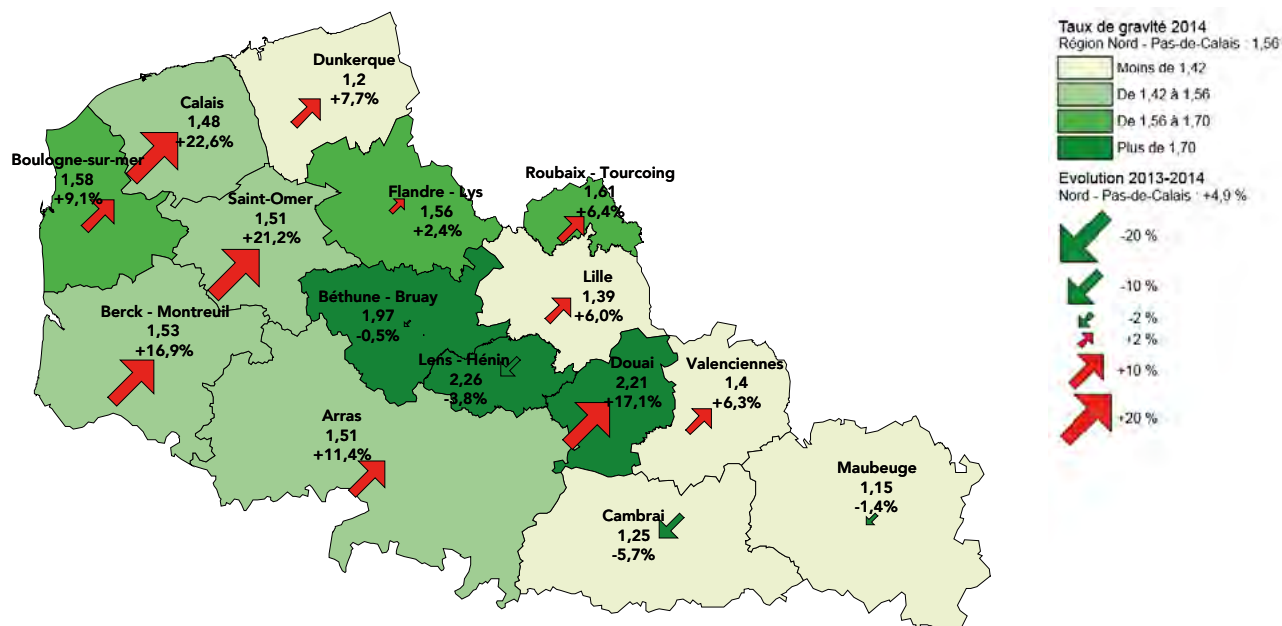 Dunkerque
1,2
+7,7%
Calais
1,48
+22,6%
Boulogne-sur-mer
1,58
+9,1%
Saint-Omer
1,51
+21,2%
Flandre - Lys
1,56
+2,4%
Roubaix - Tourcoing
1,61
+6,4%
Lille
1,39
+6,0%
Béthune - Bruay
1,97
-0,5%
Berck - Montreuil
1,53
+16,9%
Lens - Hénin
2,26
-3,8%
Douai
2,21
+17,1%
Valenciennes
1,4
+6,3%
Arras
1,51
+11,4%
Maubeuge
1,15
-1,4%
Cambrai
1,25
-5,7%
Taux de gravité 2014
Région Nord - Pas-de-Calais : 1,56
Moins de 1,42
De 1,42 à 1,56
De 1,56 à 1,70
Plus de 1,70
Evolution 2013-2014
Nord - Pas-de-Calais : +4,9 %
-20 %
-10 %
-2 %
+2 %
+10 %
+20 %